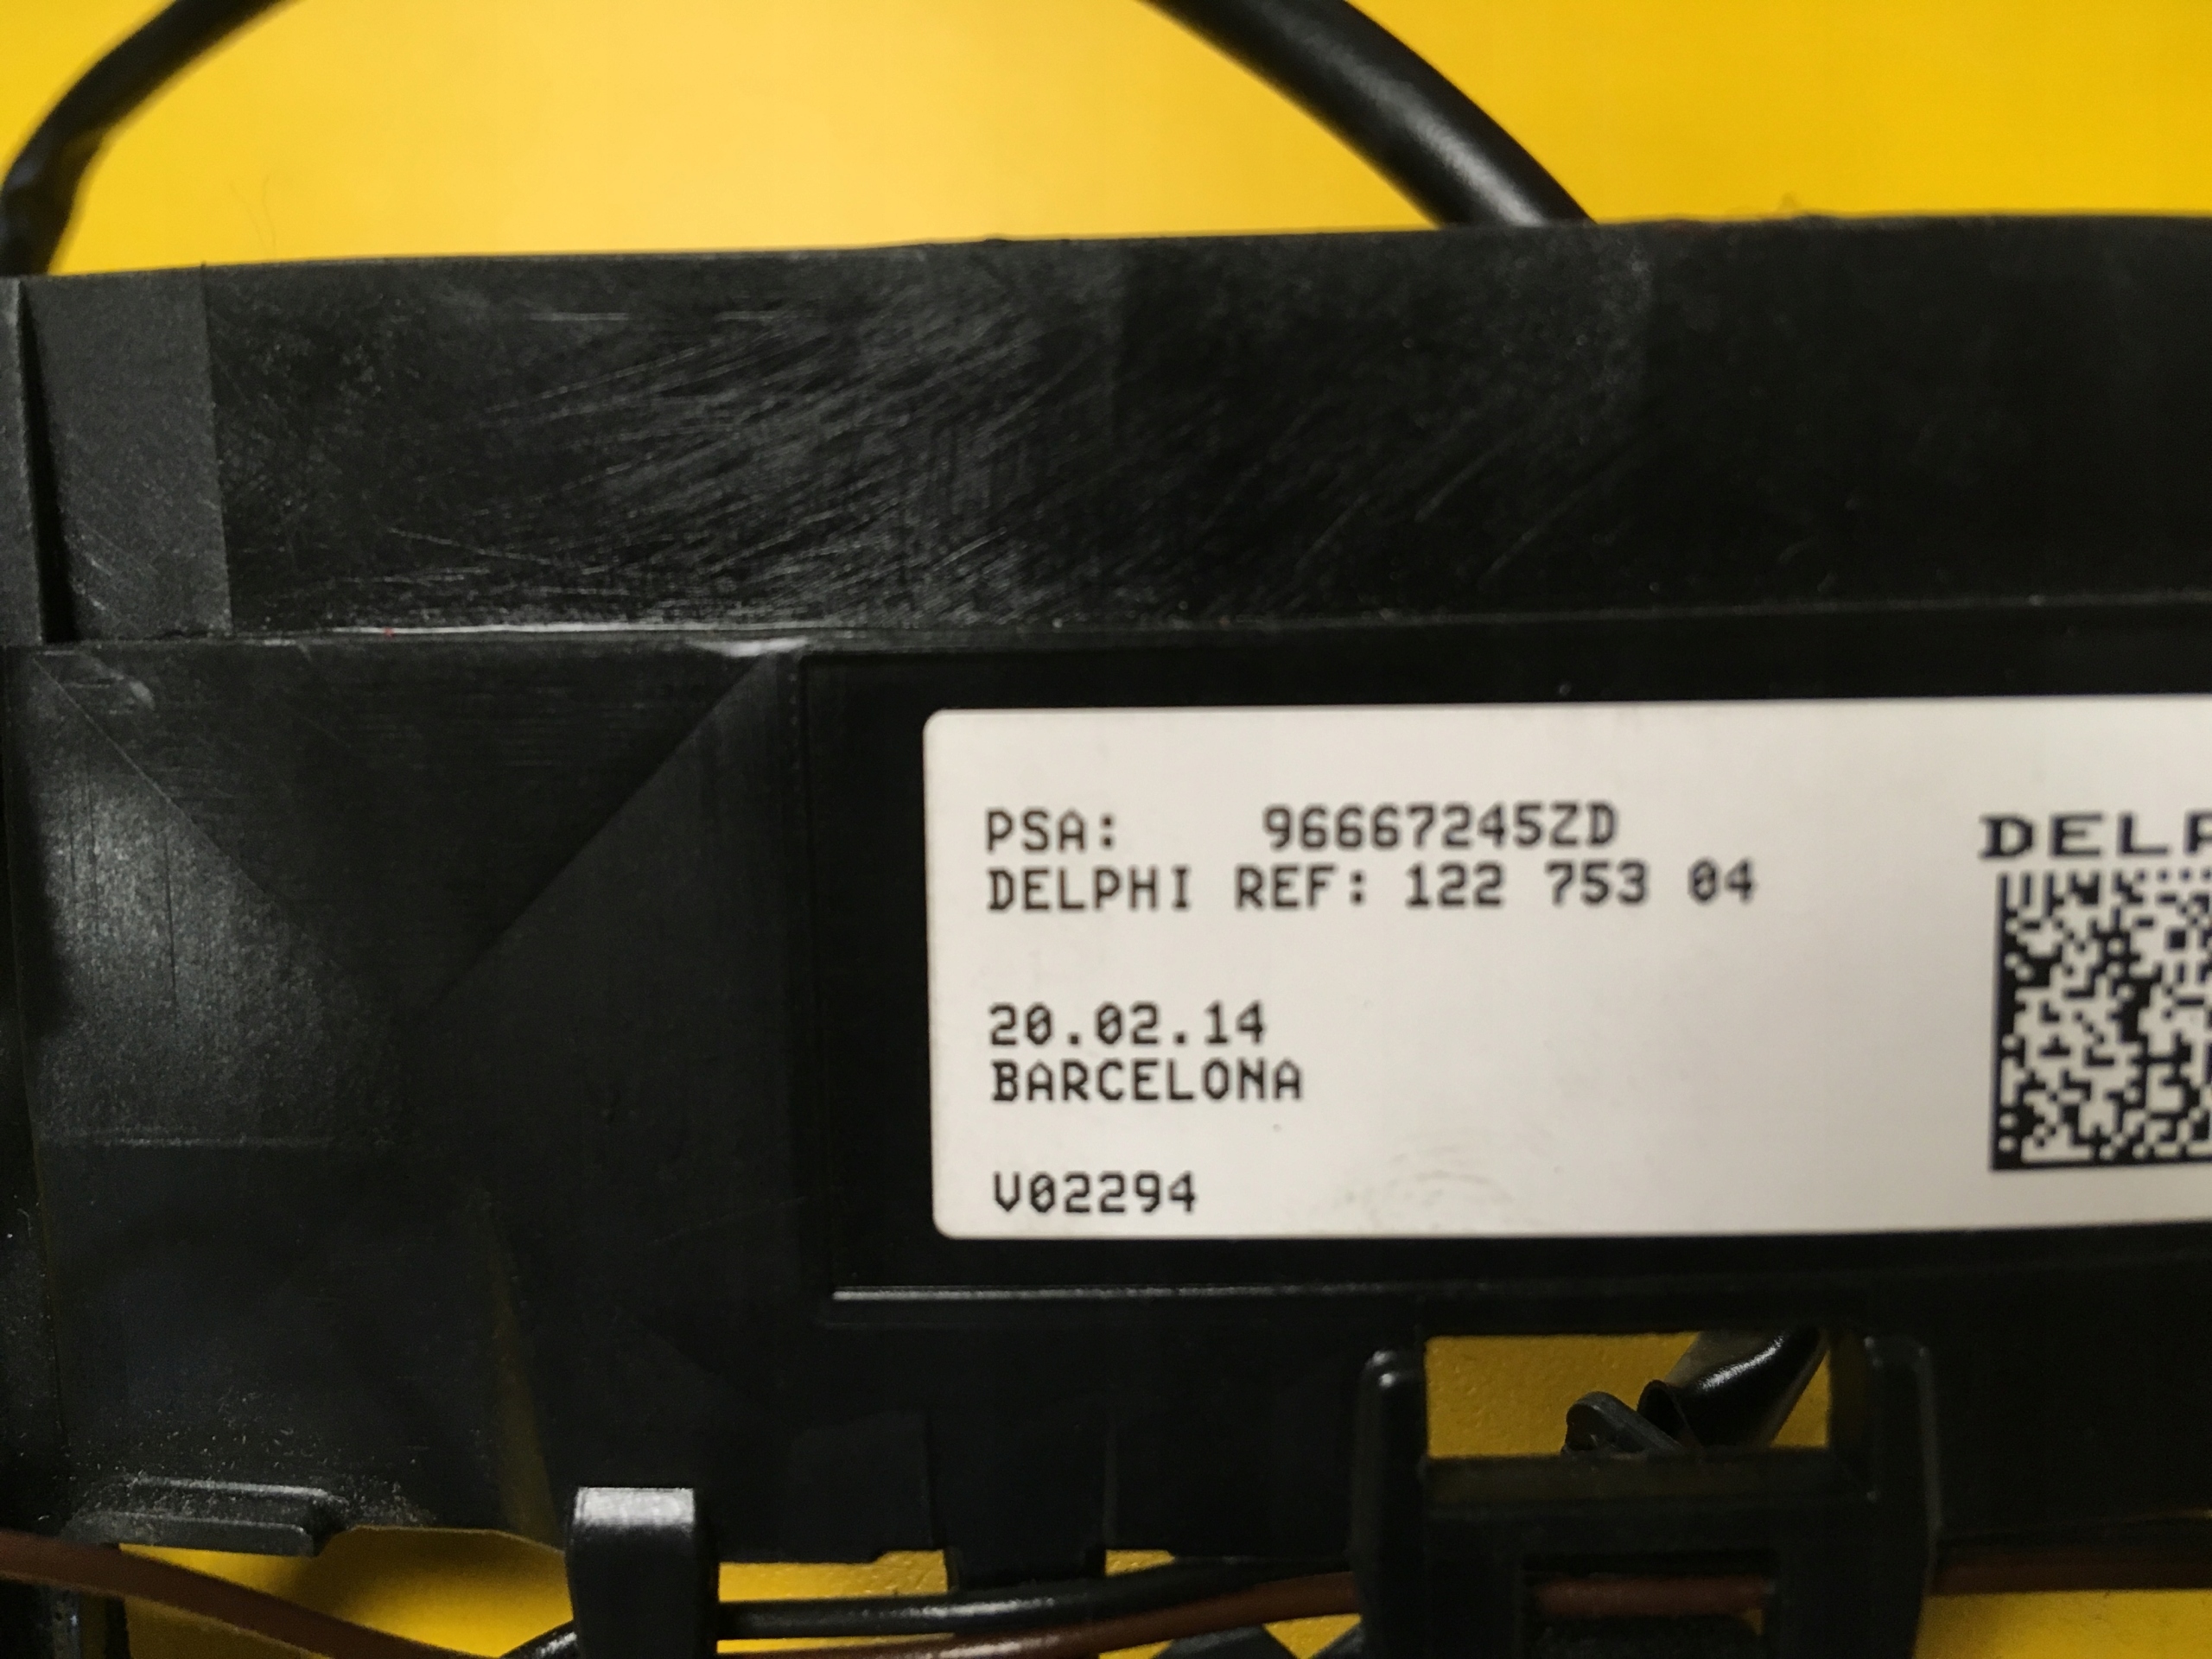 PSA: 96667245ZD
DELPHI REF: 122 753 04
20.02.14
BARCELONA
V02294